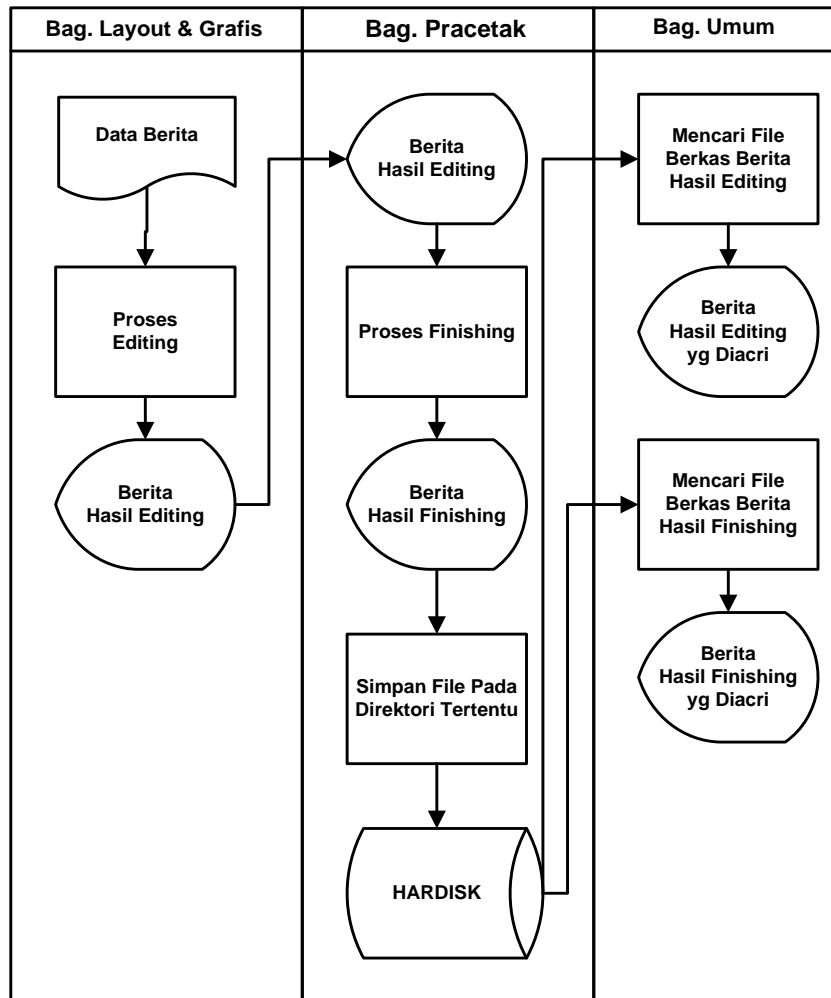 Bag. Layout & Grafis
Bag. Pracetak
Bag. Umum
Data Berita
Proses
Editing
Berita
Hasil Editing
Berita
Hasil Editing
Proses Finishing
Berita
Hasil Finishing
Simpan File Pada
Direktori Tertentu
HARDISK
Mencari File
Berkas Berita
Hasil Editing
Berita
Hasil Editing
yg Diacri
Mencari File
Berkas Berita
Hasil Finishing
Berita
Hasil Finishing
yg Diacri